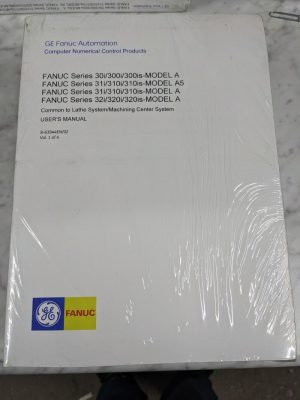 GE Fanuc Automation
Computer Numerical Control Products
FANUC Series 30i/300i/300is-MODEL A
FANUC Series 31i/310i/310is-MODEL A5
FANUC Series 31i/310i/310is-MODEL A
FANUC Series 32i/320i/320is-MODEL A
Common to Lathe System/Machining Center System
USER'S MANUAL
GE
FANUC